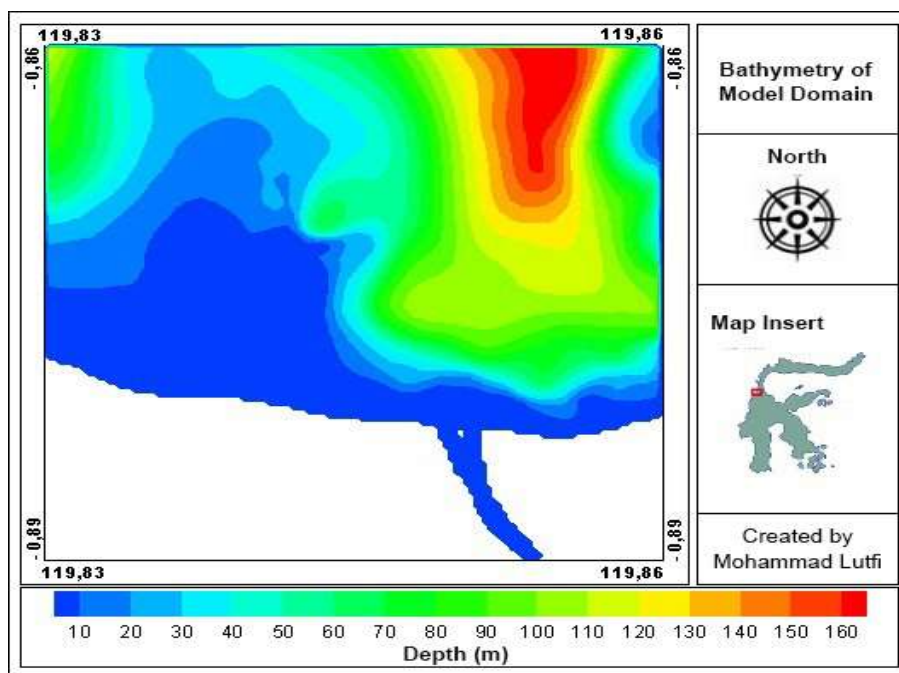 119,83
119,86
-0,86
-0,86
Bathymetry of
Model Domain
North
Map Insert
-0,89
-0,89
119,83
119,86
Created by
Mohammad Lutfi
10 20 30 40 50 60 70 80 90 100 110 120 130 140 150 160
Depth (m)